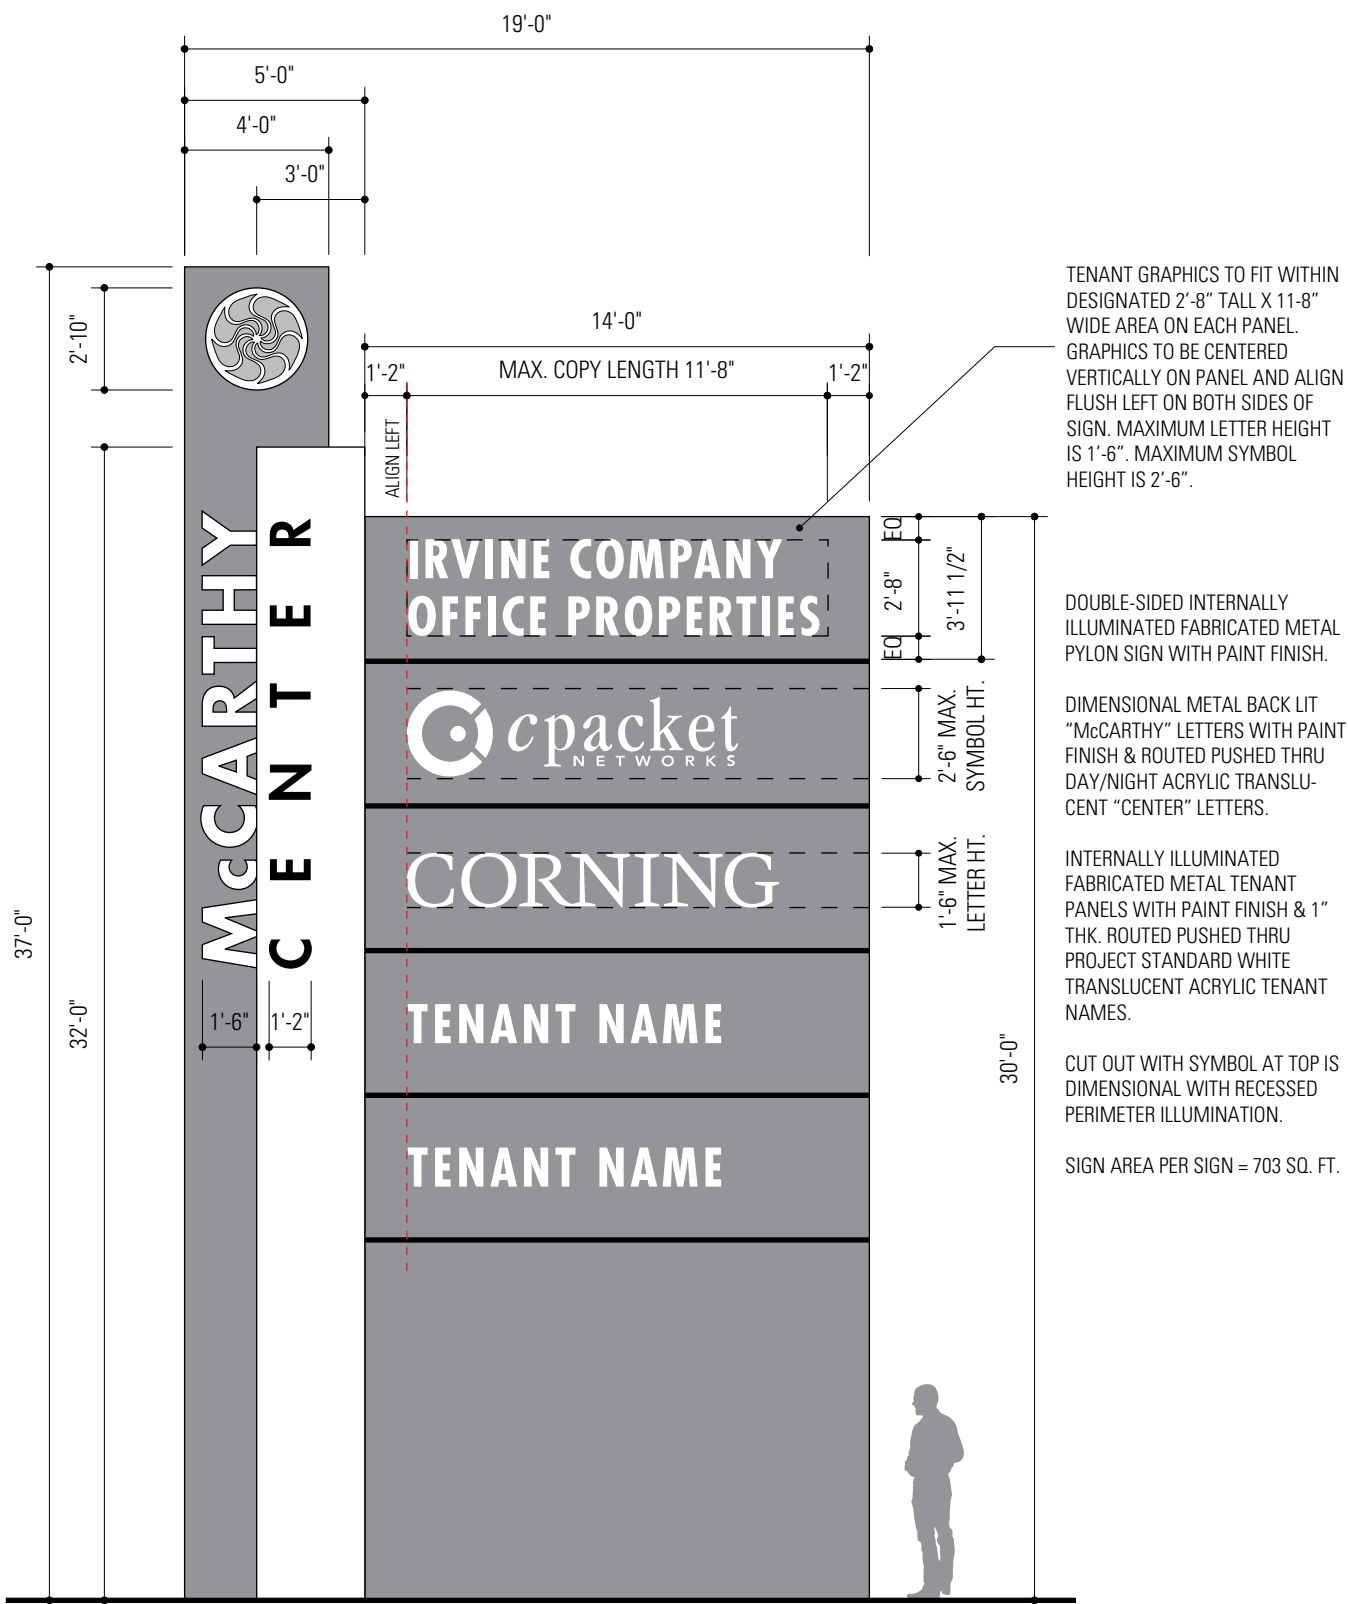 19'-0"
5'-0"
4'-0"
3'-0"
2'-10"
14'-0"
1'-2"
MAX. COPY LENGTH 11'-8"
1'-2"
ALIGN LEFT
TENANT GRAPHICS TO FIT WITHIN
DESIGNATED 2'-8” TALL X 11-8”
WIDE AREA ON EACH PANEL.
GRAPHICS TO BE CENTERED
VERTICALLY ON PANEL AND ALIGN
FLUSH LEFT ON BOTH SIDES OF
SIGN. MAXIMUM LETTER HEIGHT
IS 1'-6”. MAXIMUM SYMBOL
HEIGHT IS 2'-6”.
McCARTHY
CENTER
IRVINE COMPANY
OFFICE PROPERTIES
EQ
2'-8"
EQ
3'-11 1/2"
cpacket
NETWORKS
2'-6" MAX.
SYMBOL HT.
CORNING
1'-6" MAX.
LETTER HT.
TENANT NAME
TENANT NAME
37'-0"
32'-0"
1'-6"
1'-2"
30'-0"
DOUBLE-SIDED INTERNALLY
ILLUMINATED FABRICATED METAL
PYLON SIGN WITH PAINT FINISH.
DIMENSIONAL METAL BACK LIT
“McCARTHY” LETTERS WITH PAINT
FINISH & ROUTED PUSHED THRU
DAY/NIGHT ACRYLIC TRANSLU-
CENT “CENTER” LETTERS.
INTERNALLY ILLUMINATED
FABRICATED METAL TENANT
PANELS WITH PAINT FINISH & 1”
THK. ROUTED PUSHED THRU
PROJECT STANDARD WHITE
TRANSLUCENT ACRYLIC TENANT
NAMES.
CUT OUT WITH SYMBOL AT TOP IS
DIMENSIONAL WITH RECESSED
PERIMETER ILLUMINATION.
SIGN AREA PER SIGN = 703 SQ. FT.